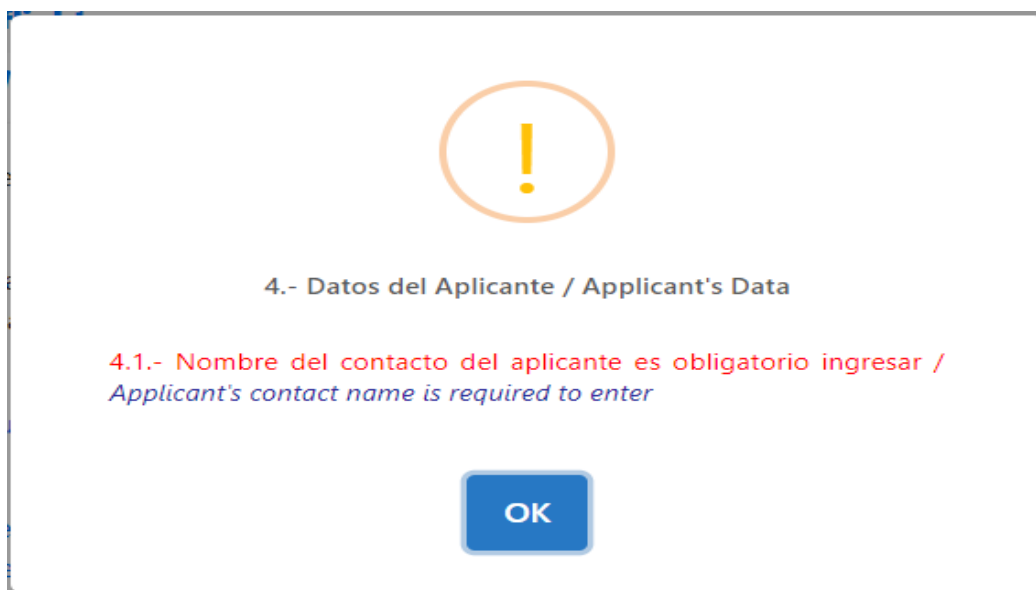 !
4.- Datos del Aplicante / Applicant's Data
4.1.- Nombre del contacto del aplicante es obligatorio ingresar /
Applicant's contact name is required to enter
OK